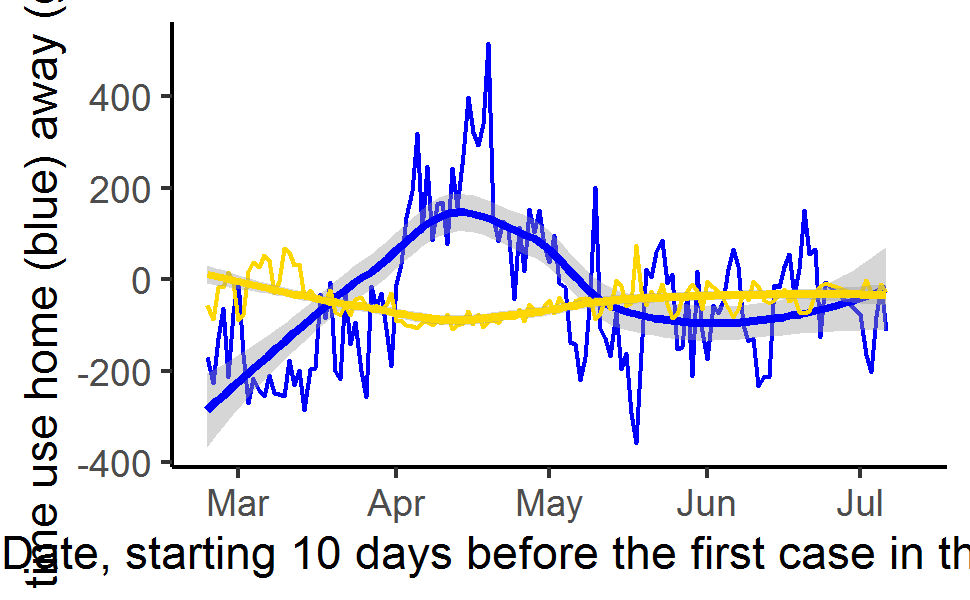 time use home (blue) away (
400
200
0
-200
-400
Mar Apr May Jun Jul
Date, starting 10 days before the first case in th